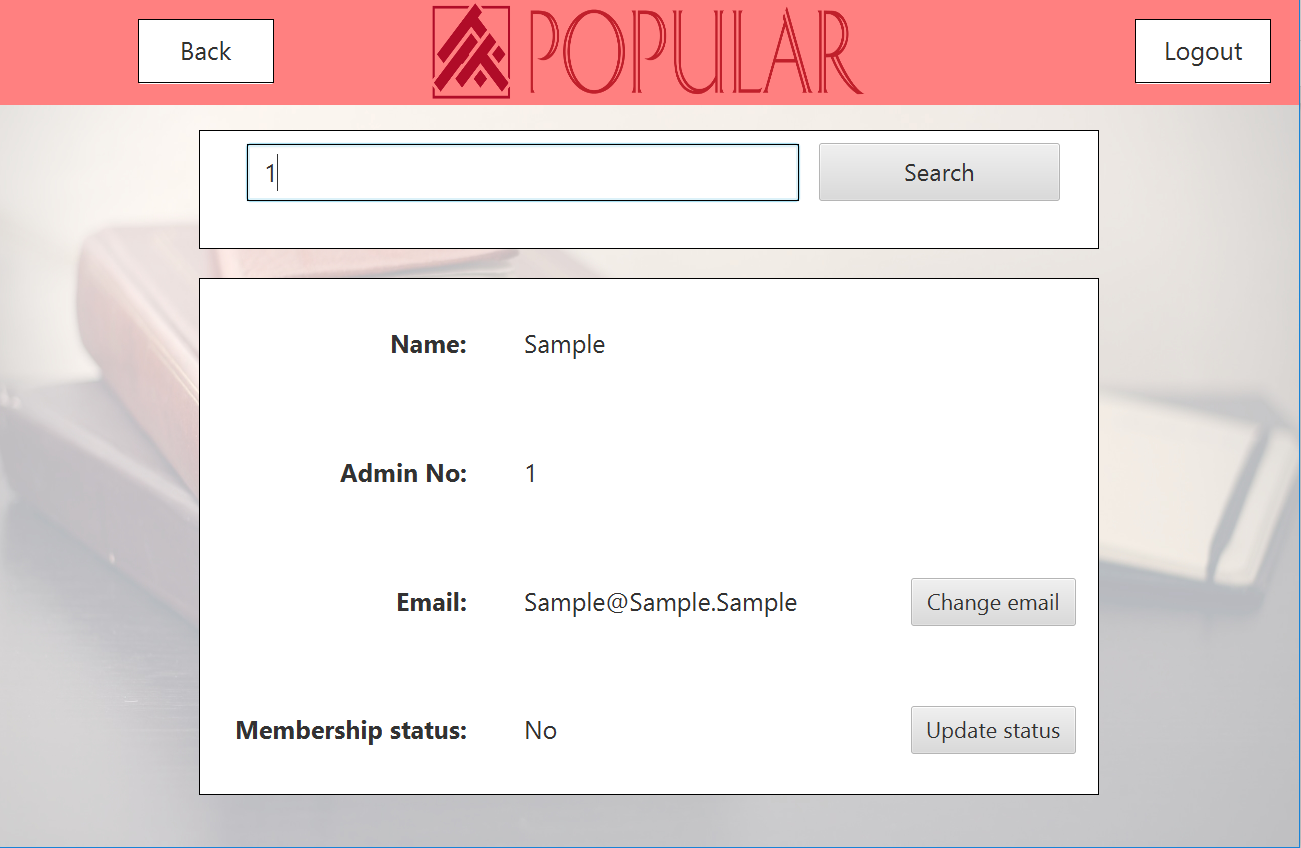 Back
POPULAR
Logout
1
Search
Name: Sample
Admin No: 1
Email: Sample@Sample.Sample Change email
Membership status: No Update status